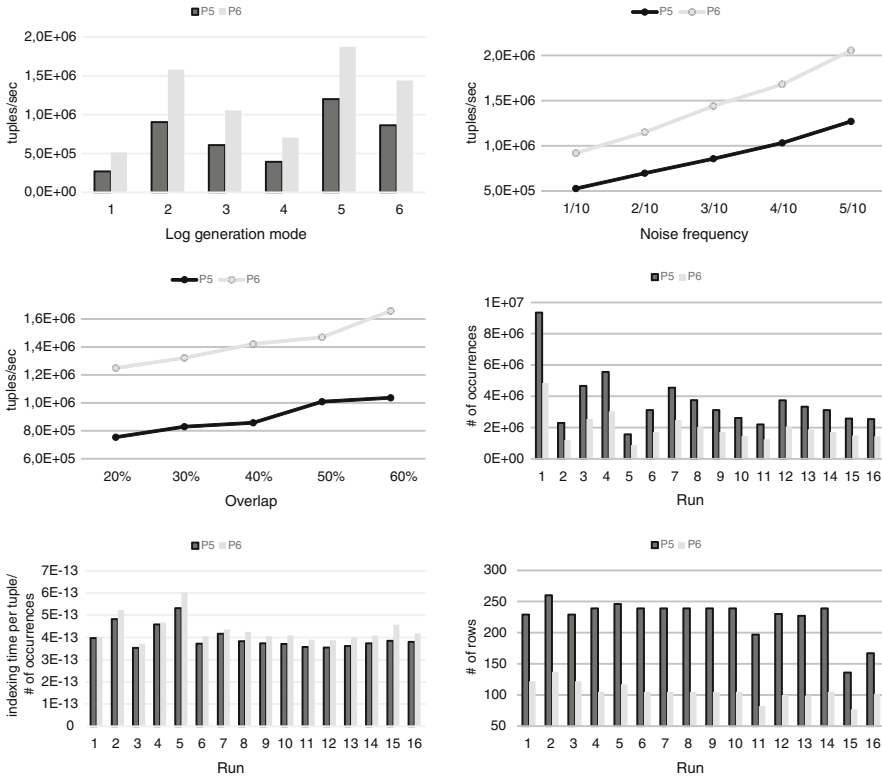 P5 P6
2,0E+06
1,5E+06
1,0E+06
5,0E+05
0,0E+00
tuples/sec
1 2 3 4 5 6
Log generation mode
P5 P6
2,0E+06
1,5E+06
1,0E+06
5,0E+05
tuples/sec
1/10 2/10 3/10 4/10 5/10
Noise frequency
P5 P6
1,6E+06
1,4E+06
1,2E+06
1,0E+06
8,0E+05
6,0E+05
tuples/sec
20% 30% 40% 50% 60%
Overlap
P5 P6
1E+07
8E+06
6E+06
4E+06
2E+06
0E+00
# of occurrences
1 2 3 4 5 6 7 8 9 10 11 12 13 14 15 16
Run
P5 P6
7E-13
6E-13
5E-13
4E-13
3E-13
2E-13
1E-13
0
indexing time per tuple/
# of occurrences
1 2 3 4 5 6 7 8 9 10 11 12 13 14 15 16
Run
P5 P6
300
250
200
150
100
50
# of rows
1 2 3 4 5 6 7 8 9 10 11 12 13 14 15 16
Run